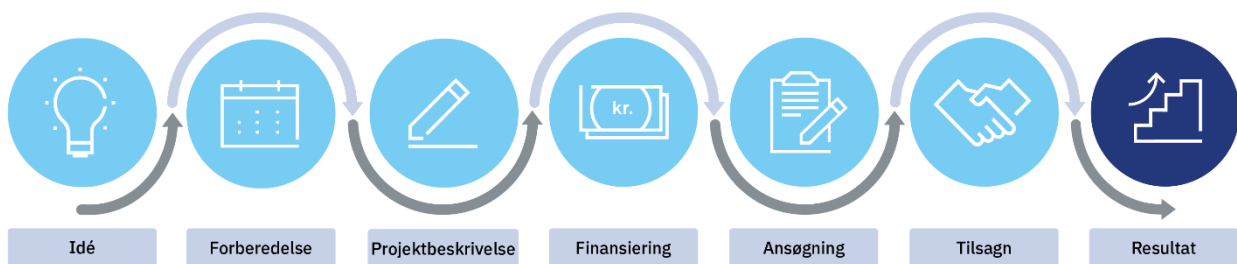 kr.
Idé
Forberedelse
Projektbeskrivelse
Finansiering
Ansøgning
Tilsagn
Resultat